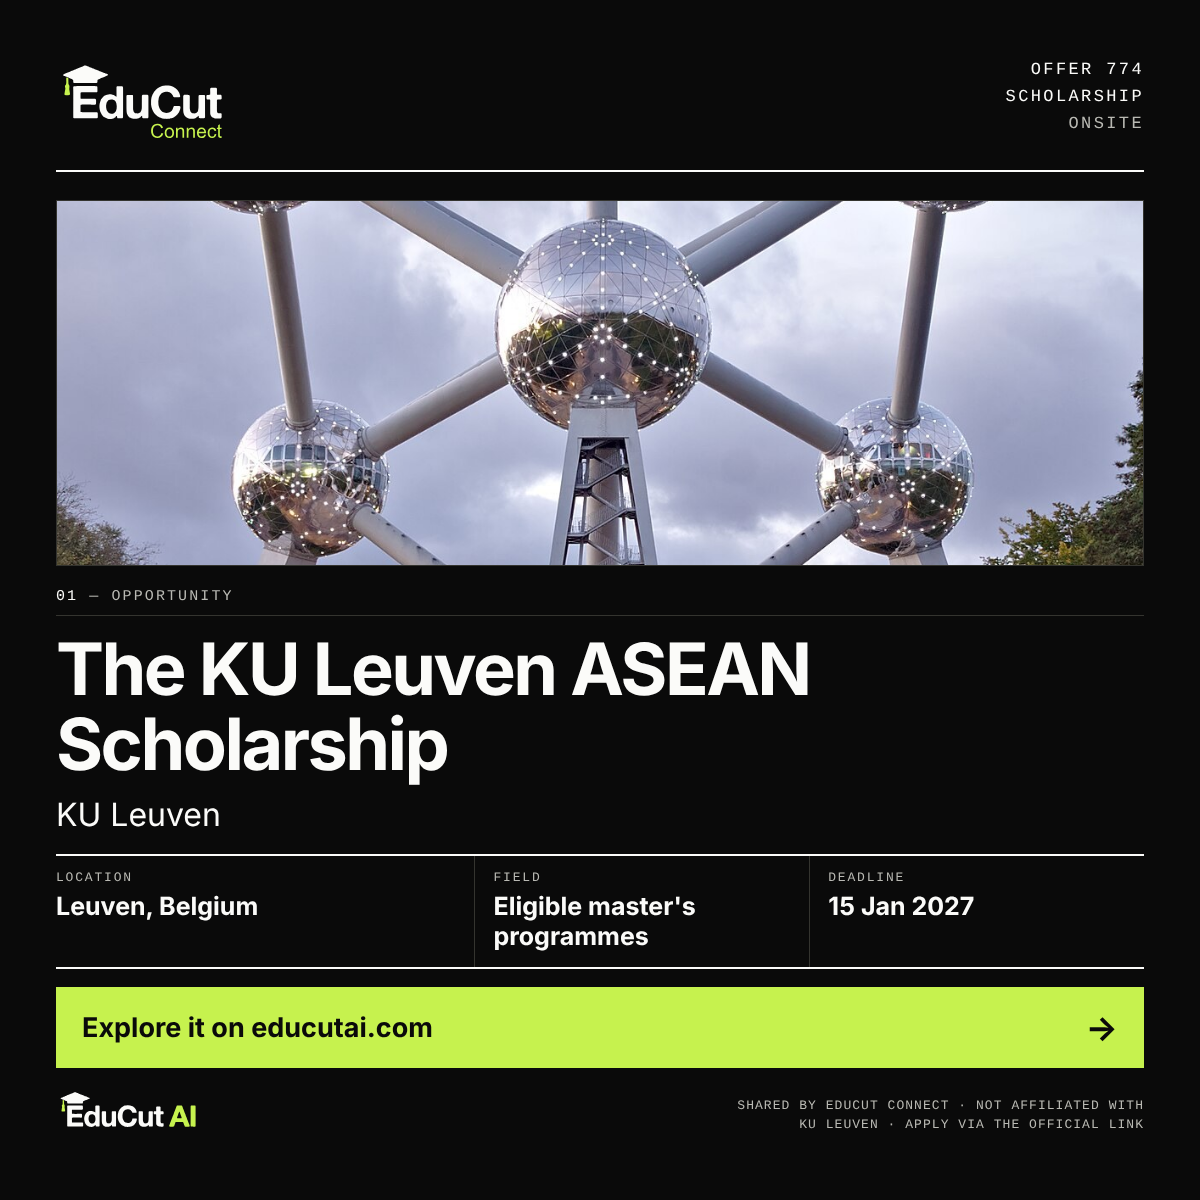 EduCut
Connect
OFFER 774
SCHOLARSHIP
ONSITE
01 — OPPORTUNITY
The KU Leuven ASEAN
Scholarship
KU Leuven
LOCATION
Leuven, Belgium
FIELD
Eligible master's
programmes
DEADLINE
15 Jan 2027
Explore it on educutai.com →
EduCut AI
SHARED BY EDUCUT CONNECT · NOT AFFILIATED WITH
KU LEUVEN · APPLY VIA THE OFFICIAL LINK